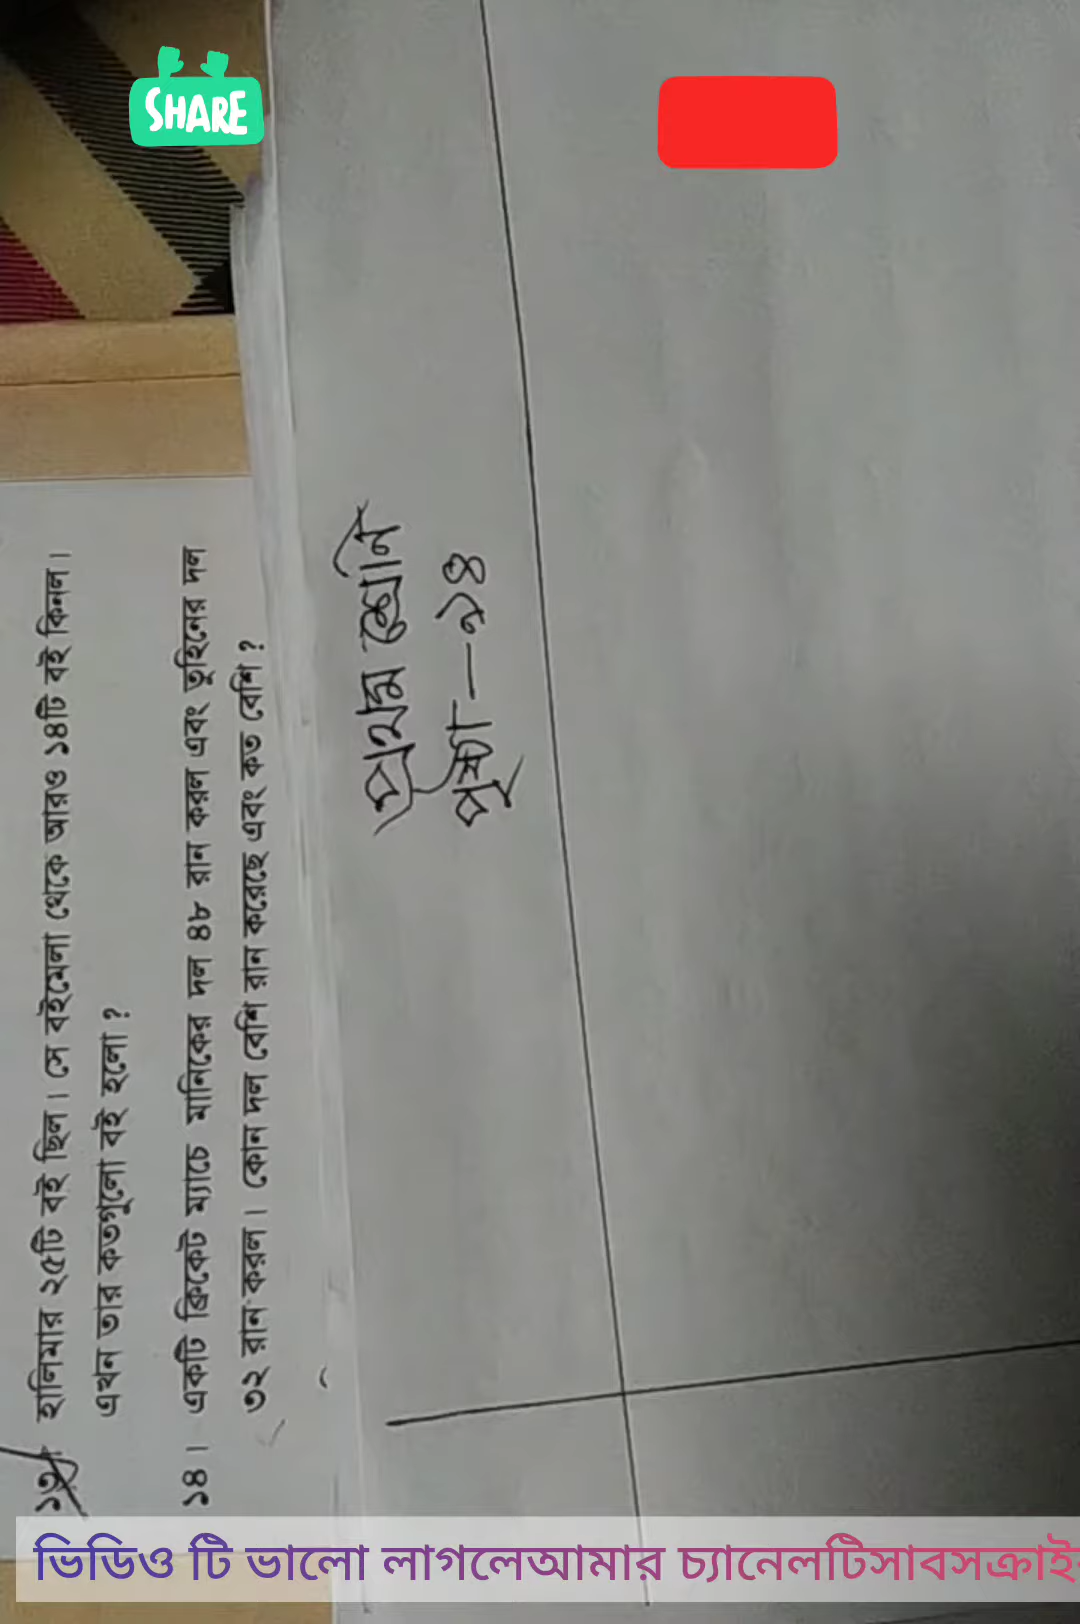 SHARE
১৩। হালিমার ২৫টি বই ছিল। সে বইমেলা থেকে আরও ১৪টি বই কিনল।
এখন তার কতগুলো বই হলো ?
১৪। একটি ক্রিকেট ম্যাচে মানিকের দল ৪৮ রান করল এবং তুহিনের দল
৩২ রান করল। কোন দল বেশি রান করেছে এবং কত বেশি ?
প্রথম শ্রেনি
পৃষ্ঠা — ৭৪
ভিডিও টি ভালো লাগলেআমার চ্যানেলটিসাবসক্রাই